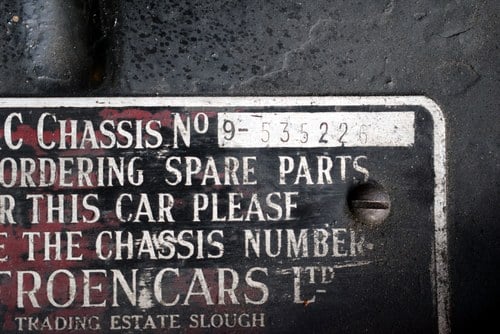 C CHASSIS Nº 9-535226
ORDERING SPARE PARTS
R THIS CAR PLEASE
E THE CHASSIS NUMBER.
TROEN CARS LTD
TRADING ESTATE SLOUGH